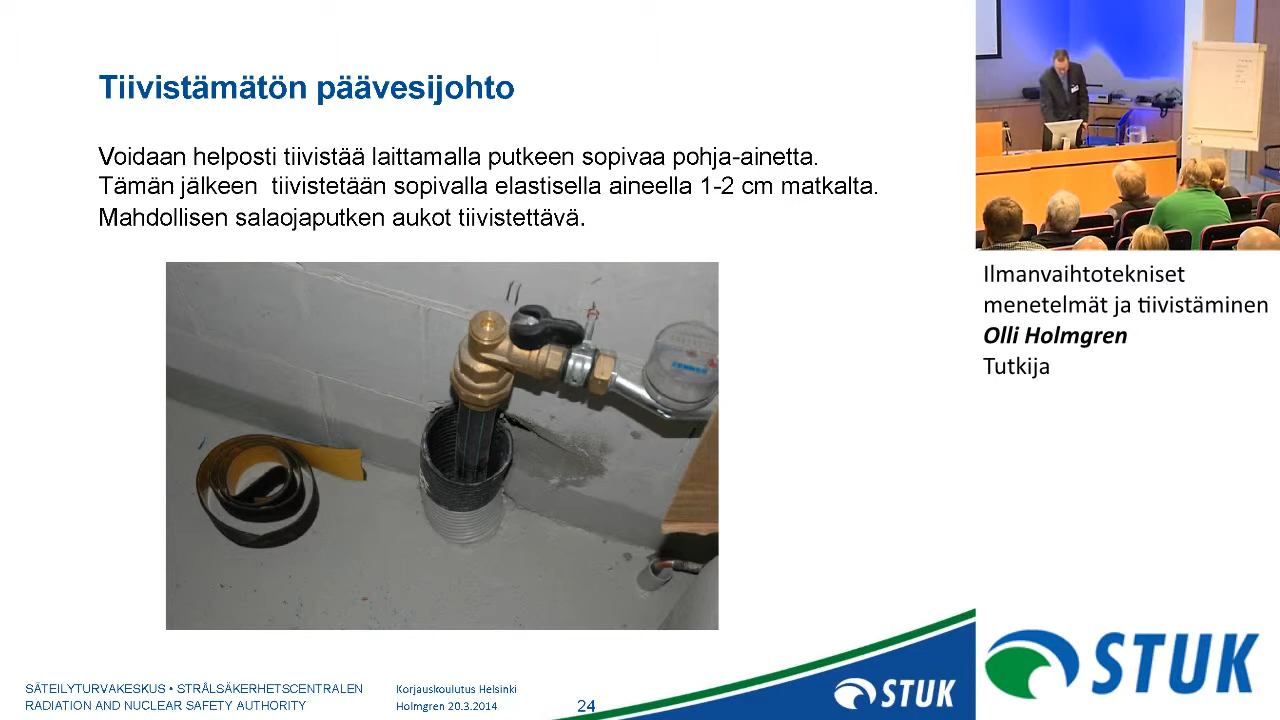 Tiivistämätön päävesijohto
Voidaan helposti tiivistää laittamalla putkeen sopivaa pohja-ainetta.
Tämän jälkeen tiivistetään sopivalla elastisella aineella 1-2 cm matkalta.
Mahdollisen salaojaputken aukot tiivistettävä.
Ilmanvaihtotekniset
menetelmät ja tiivistäminen
Olli Holmgren
Tutkija
SÄTEILYTURVAKESKUS • STRÅLSÄKERHETSCENTRALEN
RADIATION AND NUCLEAR SAFETY AUTHORITY
Korjauskoulutus Helsinki
Holmgren 20.3.2014
24
STUK
STUK